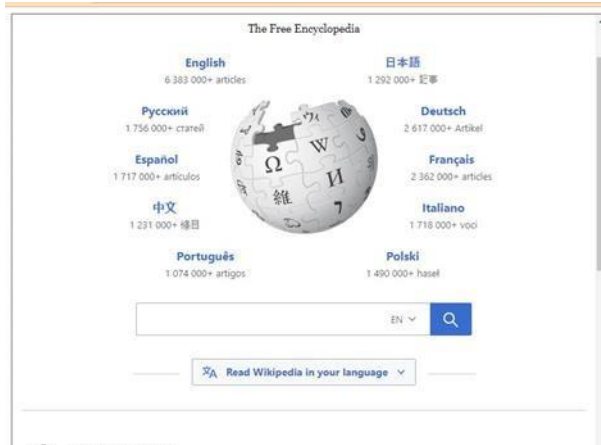 The Free Encyclopedia
English
6 383 000+ articles
日本語
1 292 000+ 記事
Русский
1 756 000+ статей
Deutsch
2 617 000+ Artikel
Español
1 717 000+ artículos
Français
2 362 000+ articles
中文
1 231 000+ 條目
Italiano
1 718 000+ voci
Português
1 074 000+ artigos
Polski
1 490 000+ haseł
Ω W И 維 7
EN
Read Wikipedia in your language